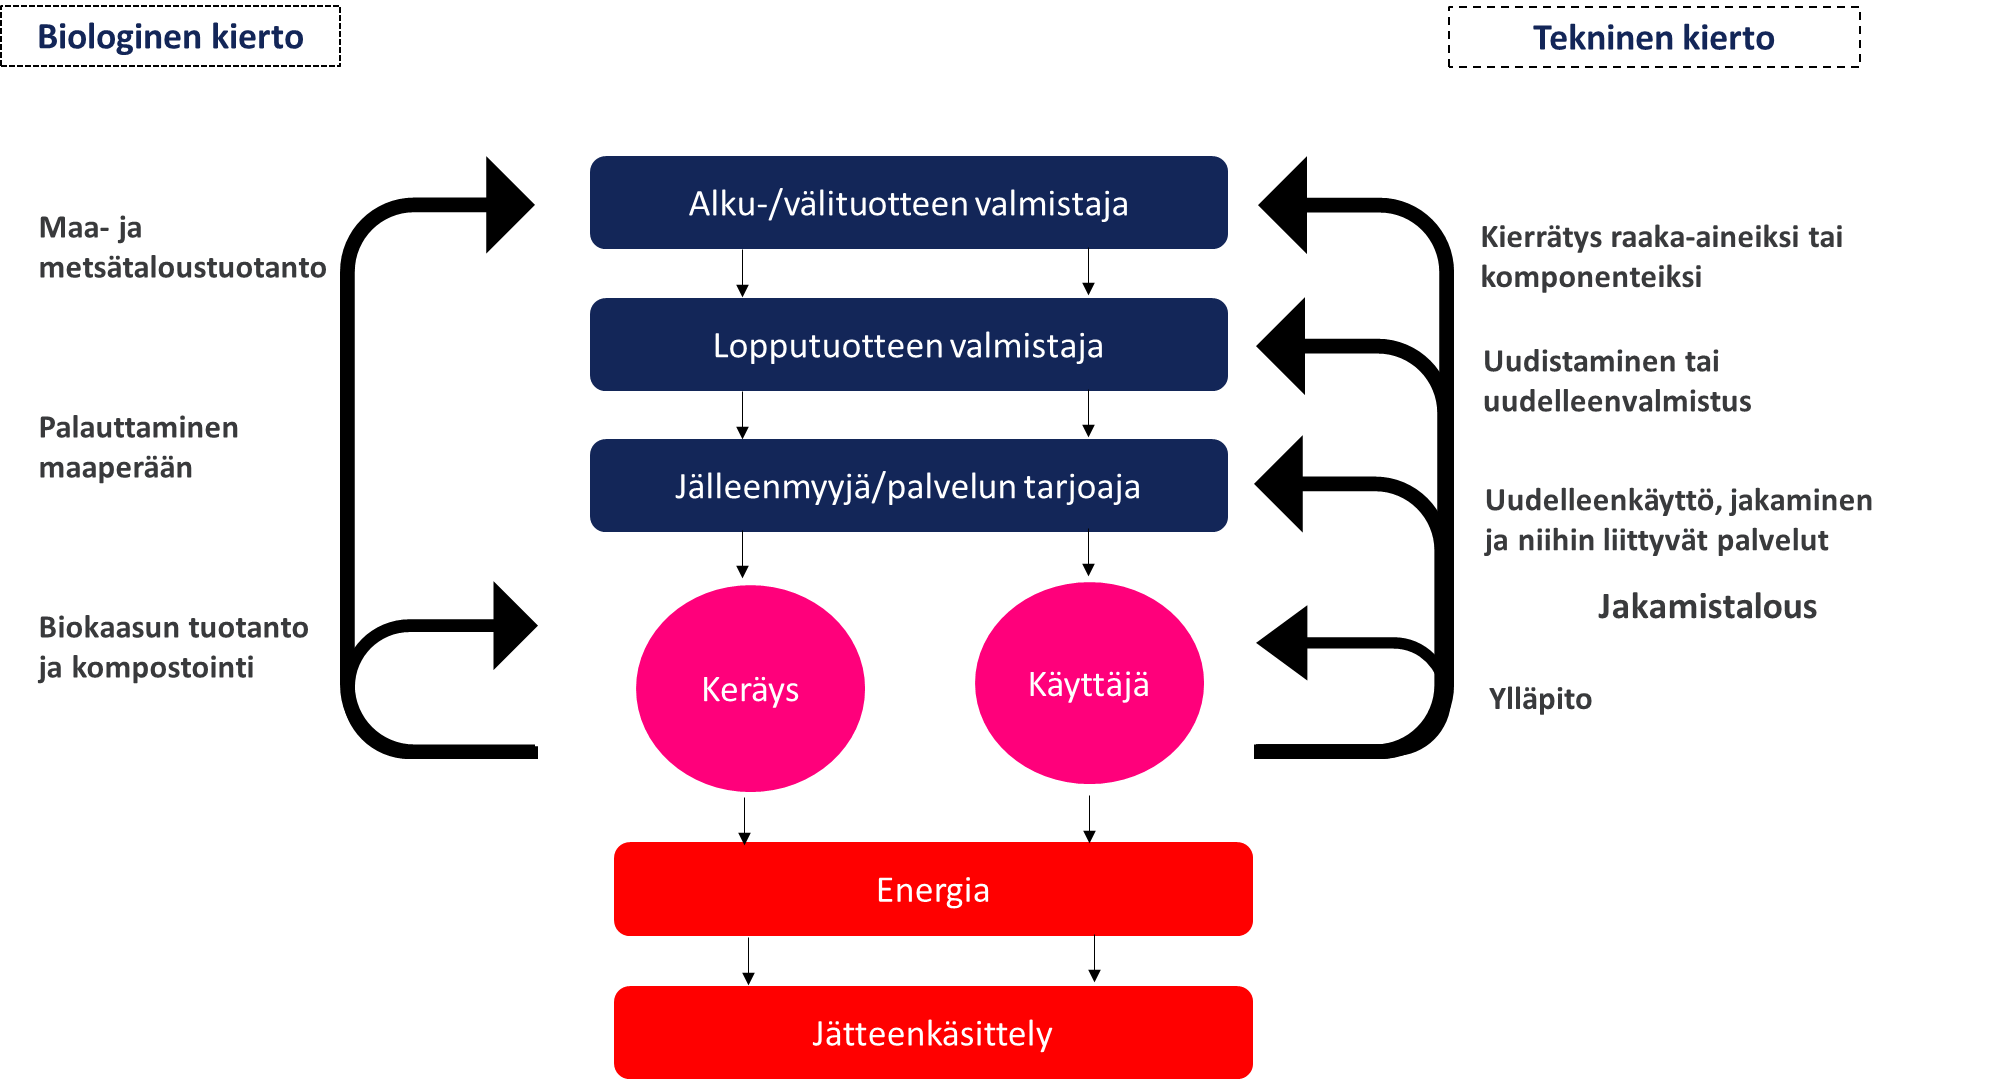 Biologinen kierto
Tekninen kierto
Maa- ja
metsätaloustuotanto
Palauttaminen
maaperään
Biokaasun tuotanto
ja kompostointi
Alku-/välituotteen valmistaja
Lopputuotteen valmistaja
Jälleenmyyjä/palvelun tarjoaja
Keräys
Käyttäjä
Energia
Jätteenkäsittely
Kierrätys raaka-aineiksi tai
komponenteiksi
Uudistaminen tai
uudelleenvalmistus
Uudelleenkäyttö, jakaminen
ja niihin liittyvät palvelut
Jakamistalous
Ylläpito